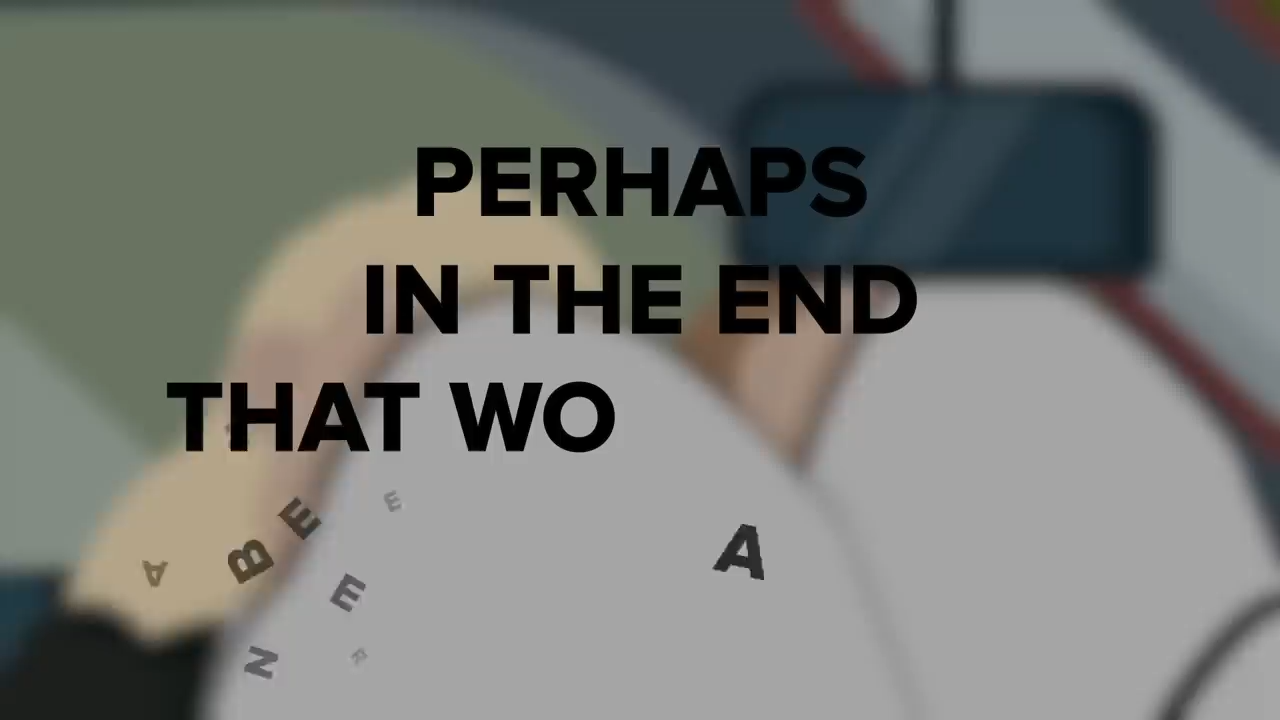 PERHAPS
IN THE END
THAT WO
A
E
E
B
A
E
N
R